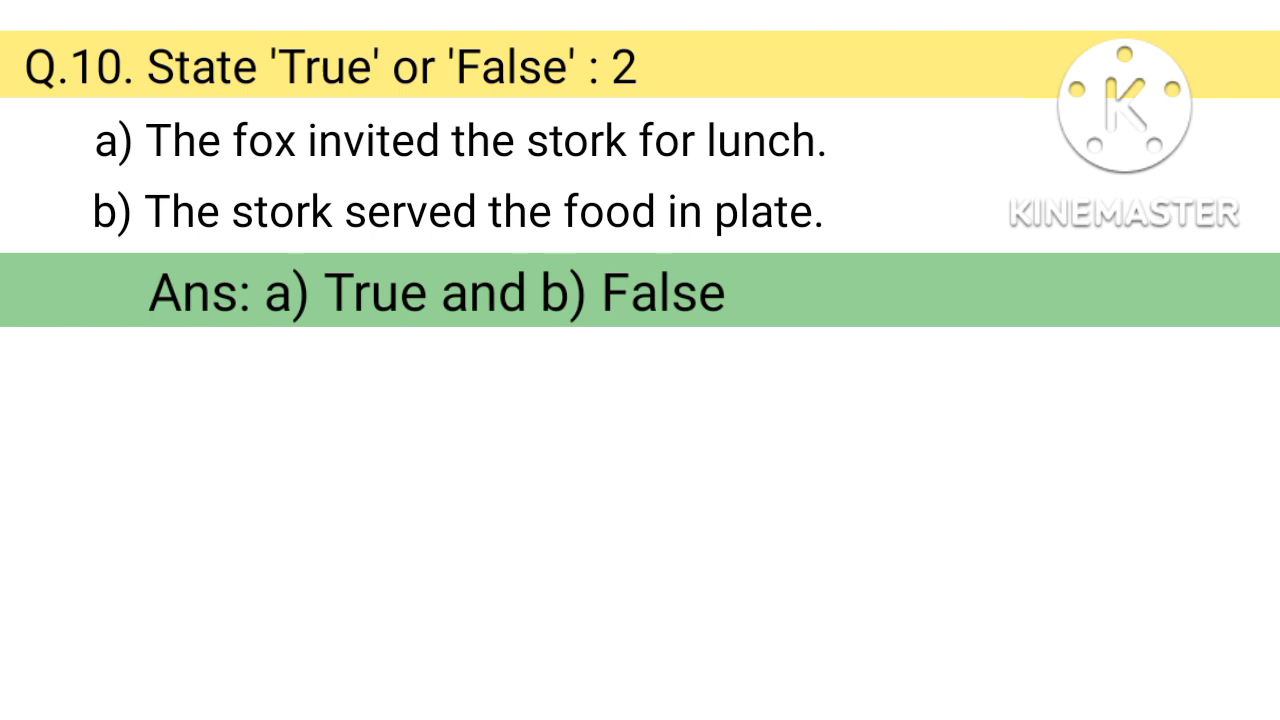 Q.10. State 'True' or 'False' : 2
a) The fox invited the stork for lunch.
b) The stork served the food in plate.
Ans: a) True and b) False
K
KINEMASTER